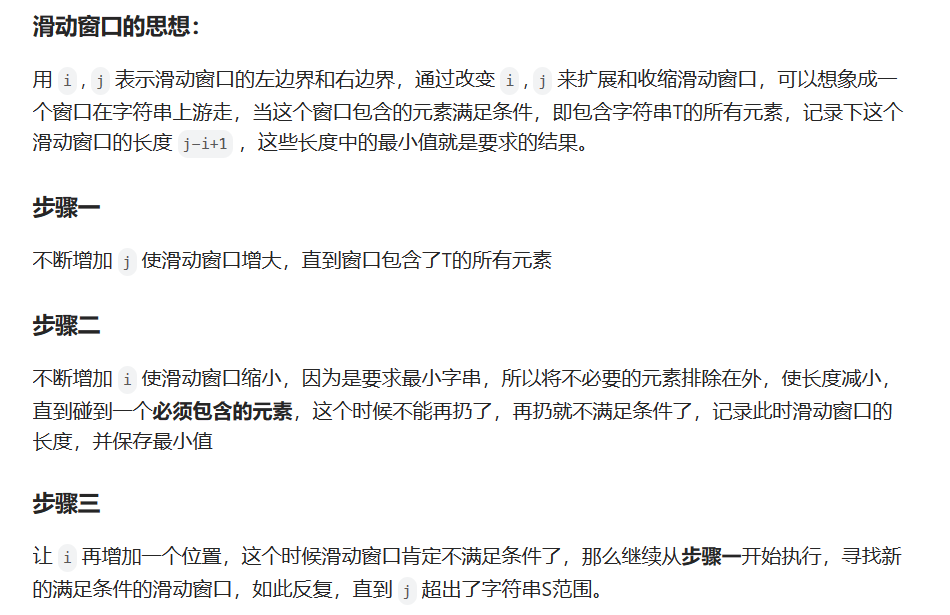 滑动窗口的思想：
用 i , j 表示滑动窗口的左边界和右边界，通过改变 i , j 来扩展和收缩滑动窗口，可以想象成一
个窗口在字符串上游走，当这个窗口包含的元素满足条件，即包含字符串T的所有元素，记录下这个
滑动窗口的长度 j-i+1 ，这些长度中的最小值就是要求的结果。
步骤一
不断增加 j 使滑动窗口增大，直到窗口包含了T的所有元素
步骤二
不断增加 i 使滑动窗口缩小，因为是要求最小字串，所以将不必要的元素排除在外，使长度减小，
直到碰到一个必须包含的元素，这个时候不能再扔了，再扔就不满足条件了，记录此时滑动窗口的
长度，并保存最小值
步骤三
让 i 再增加一个位置，这个时候滑动窗口肯定不满足条件了，那么继续从步骤一开始执行，寻找新
的满足条件的滑动窗口，如此反复，直到 j 超出了字符串S范围。